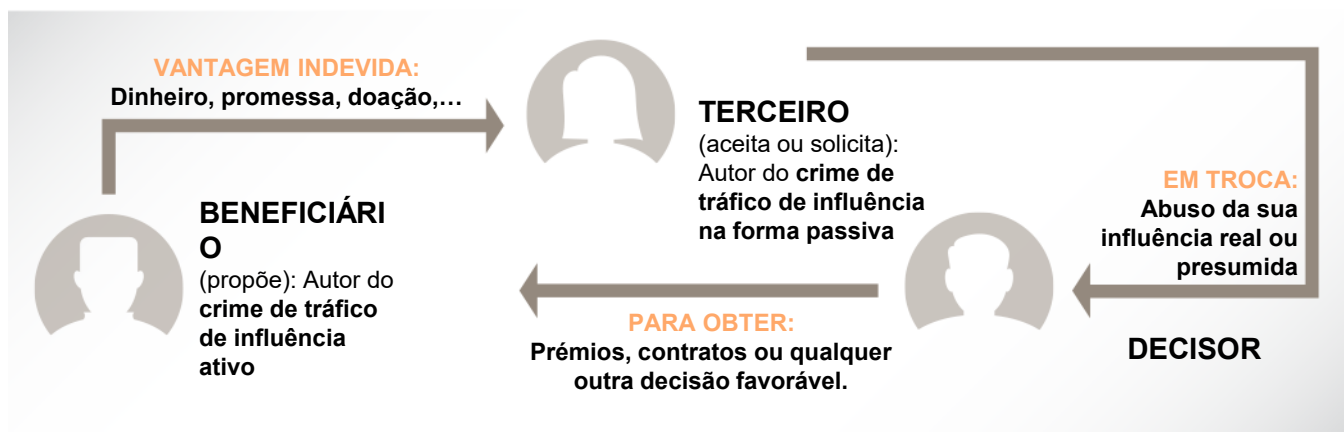 VANTAGEM INDEVIDA:
Dinheiro, promessa, doação,…
BENEFICIÁRI
O
(propõe): Autor do
crime de tráfico
de influência
ativo
TERCEIRO
(aceita ou solicita):
Autor do crime de
tráfico de influência
na forma passiva
EM TROCA:
Abuso da sua
influência real ou
presumida
DECISOR
PARA OBTER:
Prémios, contratos ou qualquer
outra decisão favorável.